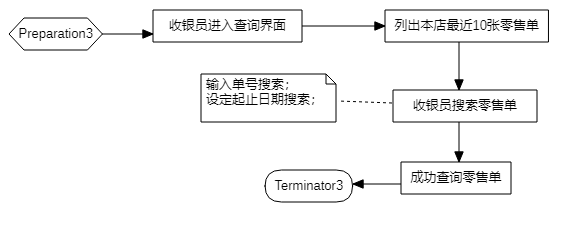 Preparation3
收银员进入查询界面
列出本店最近10张零售单
输入单号搜索;
设定起止日期搜索;
收银员搜索零售单
成功查询零售单
Terminator3